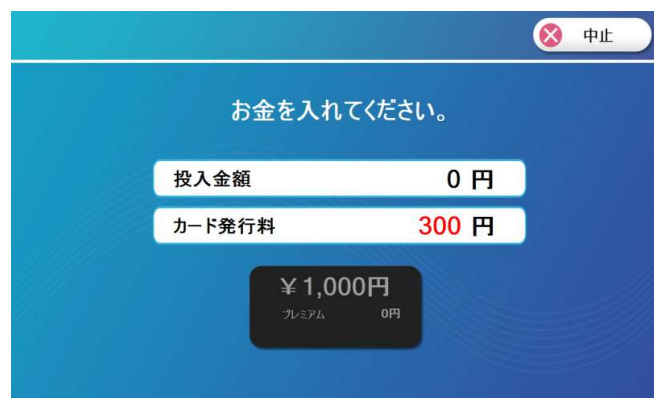 中止
お金を入れてください。
投入金額 0 円
カード発行料 300 円
¥1,000円
プレミアム 0円